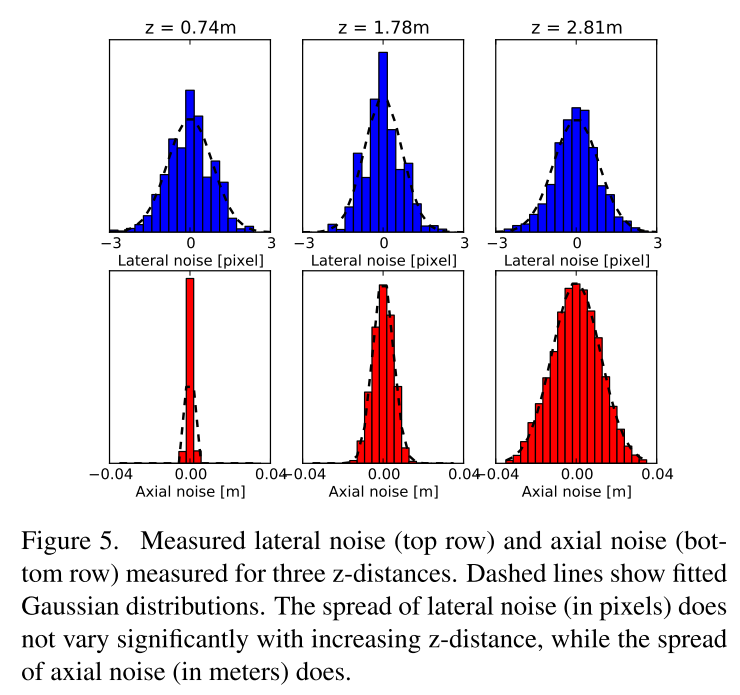 z = 0.74m z = 1.78m z = 2.81m
−3 0 3 −3 0 3 −3 0 3
Lateral noise [pixel] Lateral noise [pixel] Lateral noise [pixel]
−0.04 0.00 0.04 −0.04 0.00 0.04 −0.04 0.00 0.04
Axial noise [m] Axial noise [m] Axial noise [m]
Figure 5. Measured lateral noise (top row) and axial noise (bot-
tom row) measured for three z-distances. Dashed lines show fitted
Gaussian distributions. The spread of lateral noise (in pixels) does
not vary significantly with increasing z-distance, while the spread
of axial noise (in meters) does.